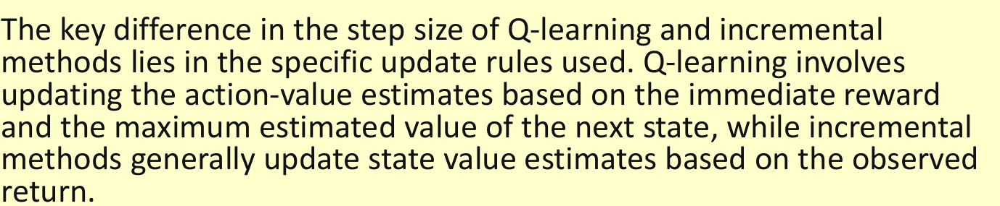 The key difference in the step size of Q-learning and incremental
methods lies in the specific update rules used. Q-learning involves
updating the action-value estimates based on the immediate reward
and the maximum estimated value of the next state, while incremental
methods generally update state value estimates based on the observed
return.